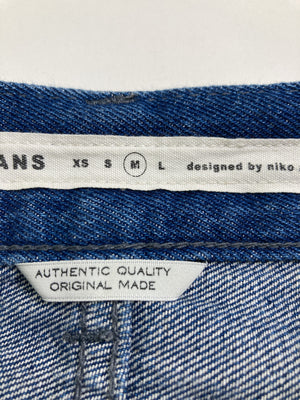 ANS XS S M L designed by niko
AUTHENTIC QUALITY
ORIGINAL MADE